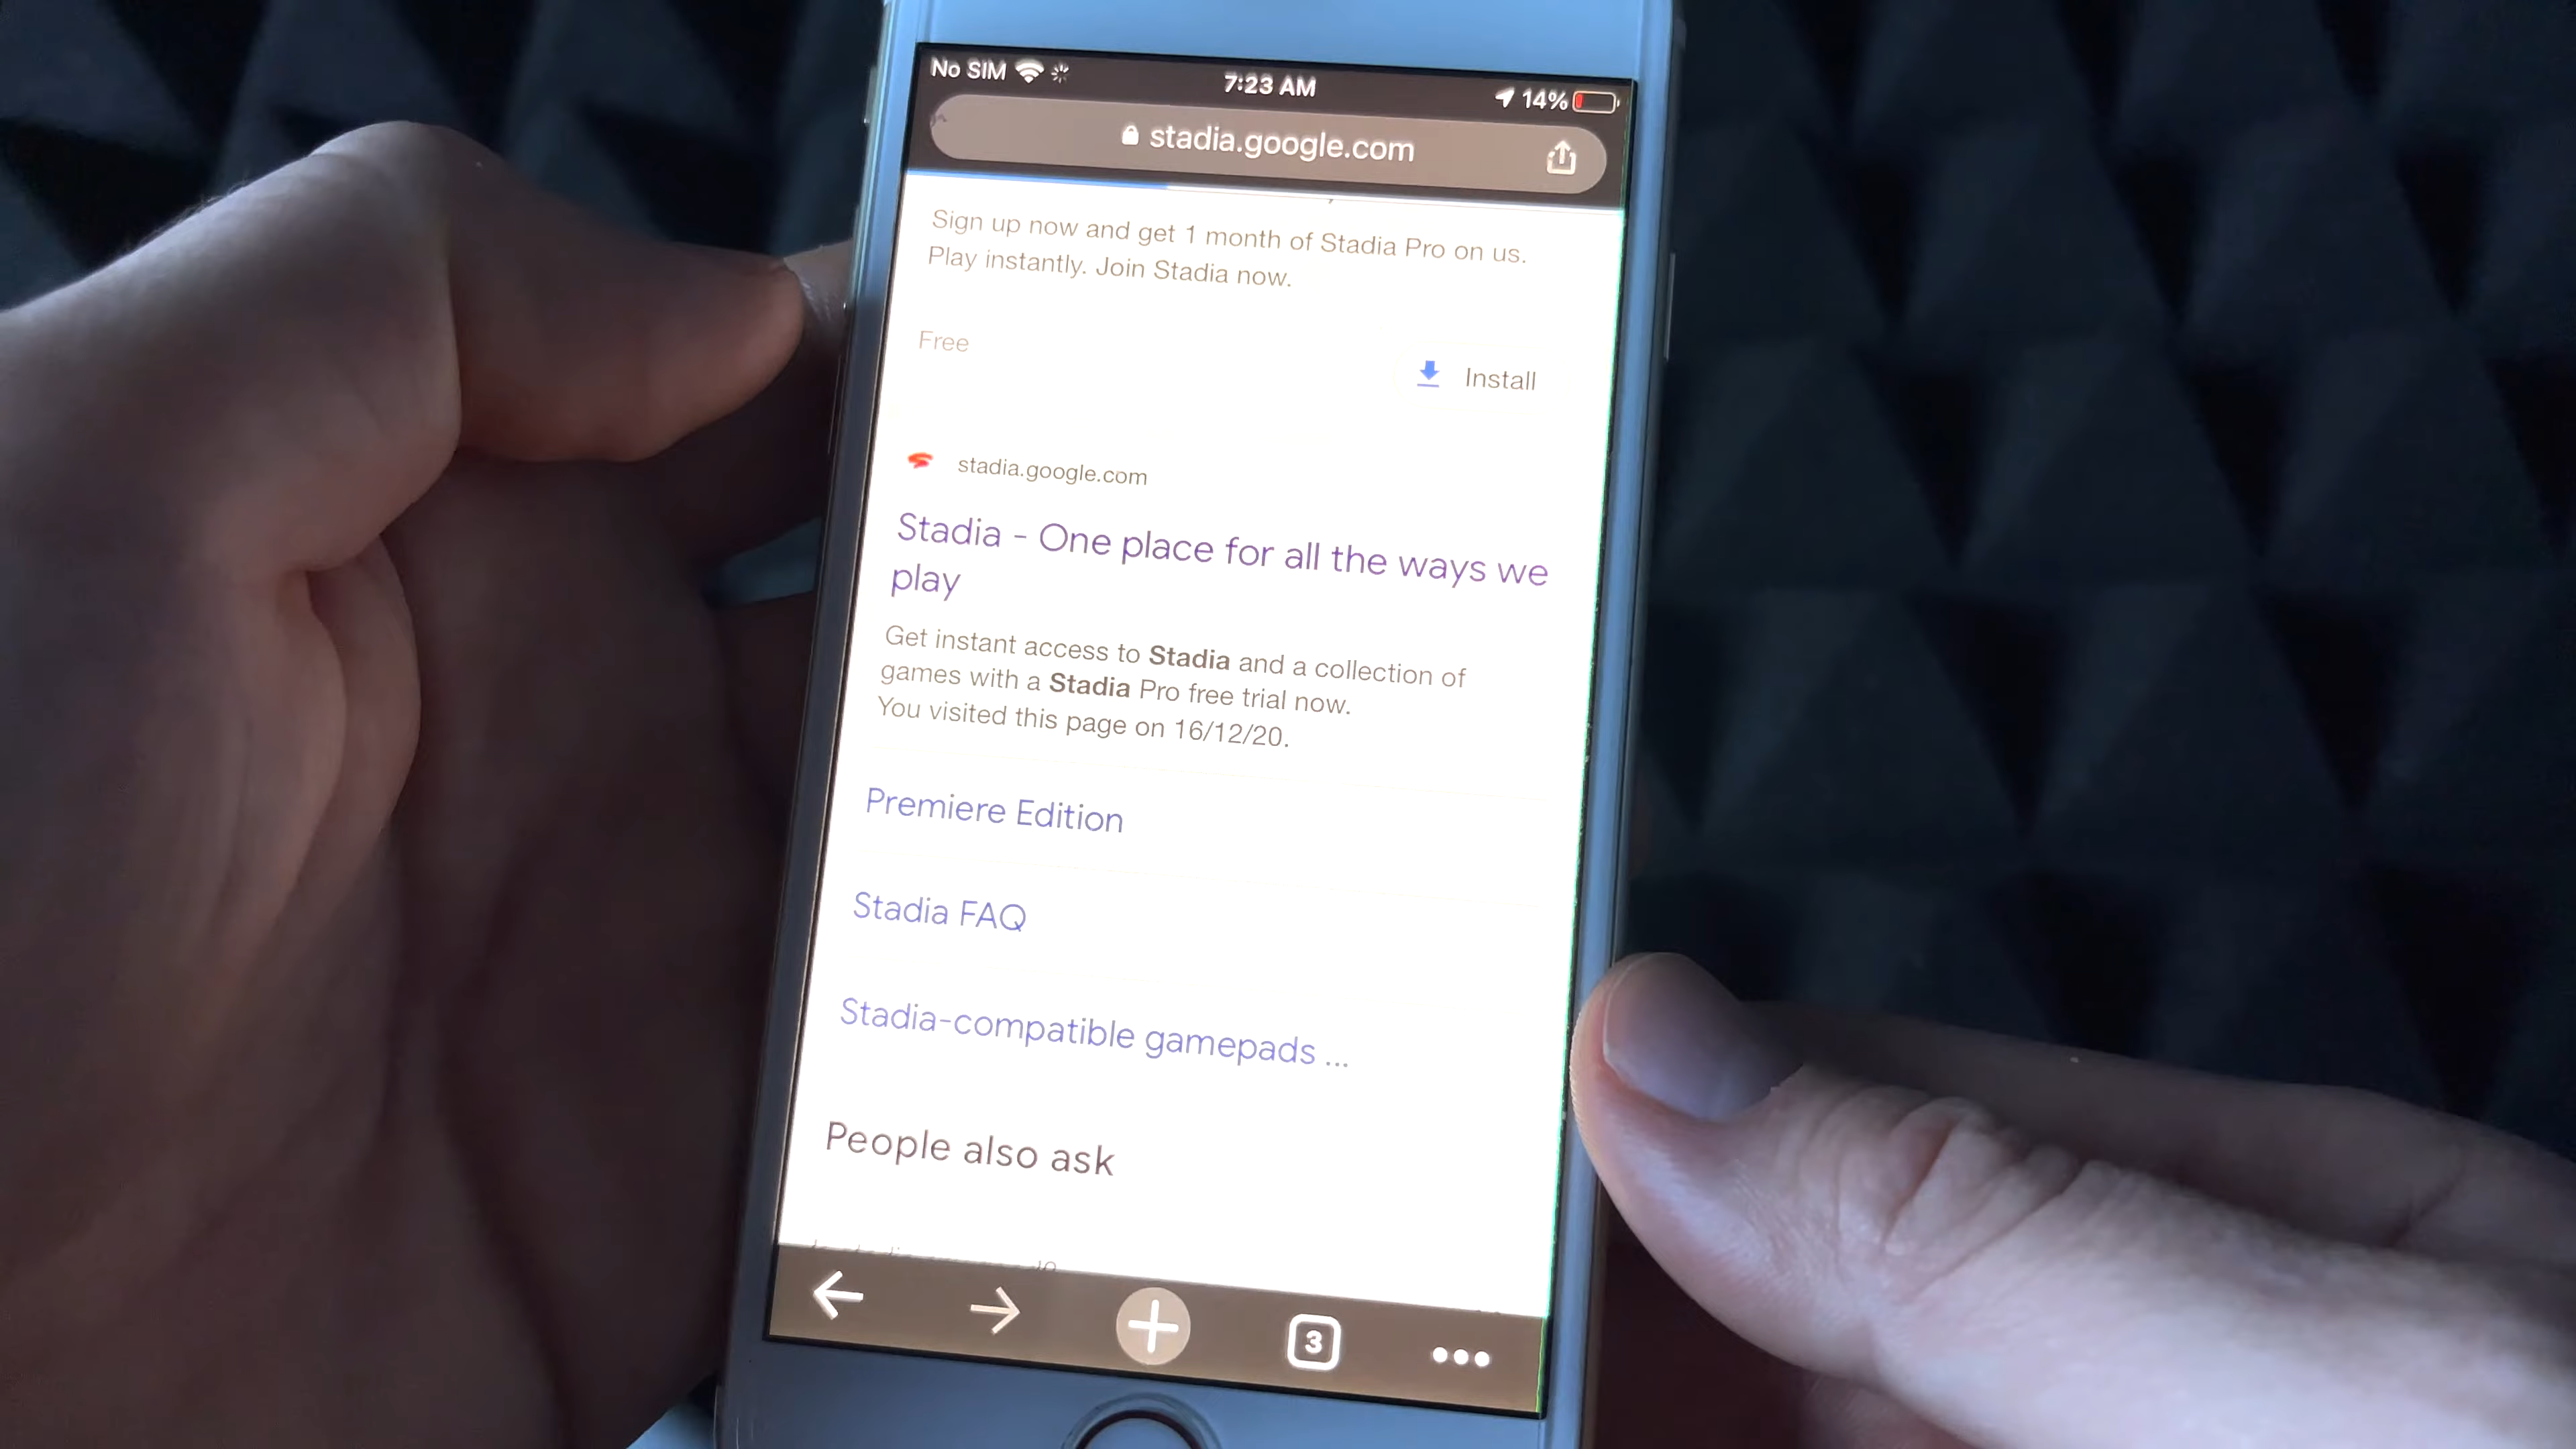 No SIM
7:23 AM
14%
stadia.google.com
Sign up now and get 1 month of Stadia Pro on us.
Play instantly. Join Stadia now.
Free
Install
stadia.google.com
Stadia - One place for all the ways we
play
Get instant access to Stadia and a collection of
games with a Stadia Pro free trial now.
You visited this page on 16/12/20.
Premiere Edition
Stadia FAQ
Stadia-compatible gamepads ...
People also ask
3